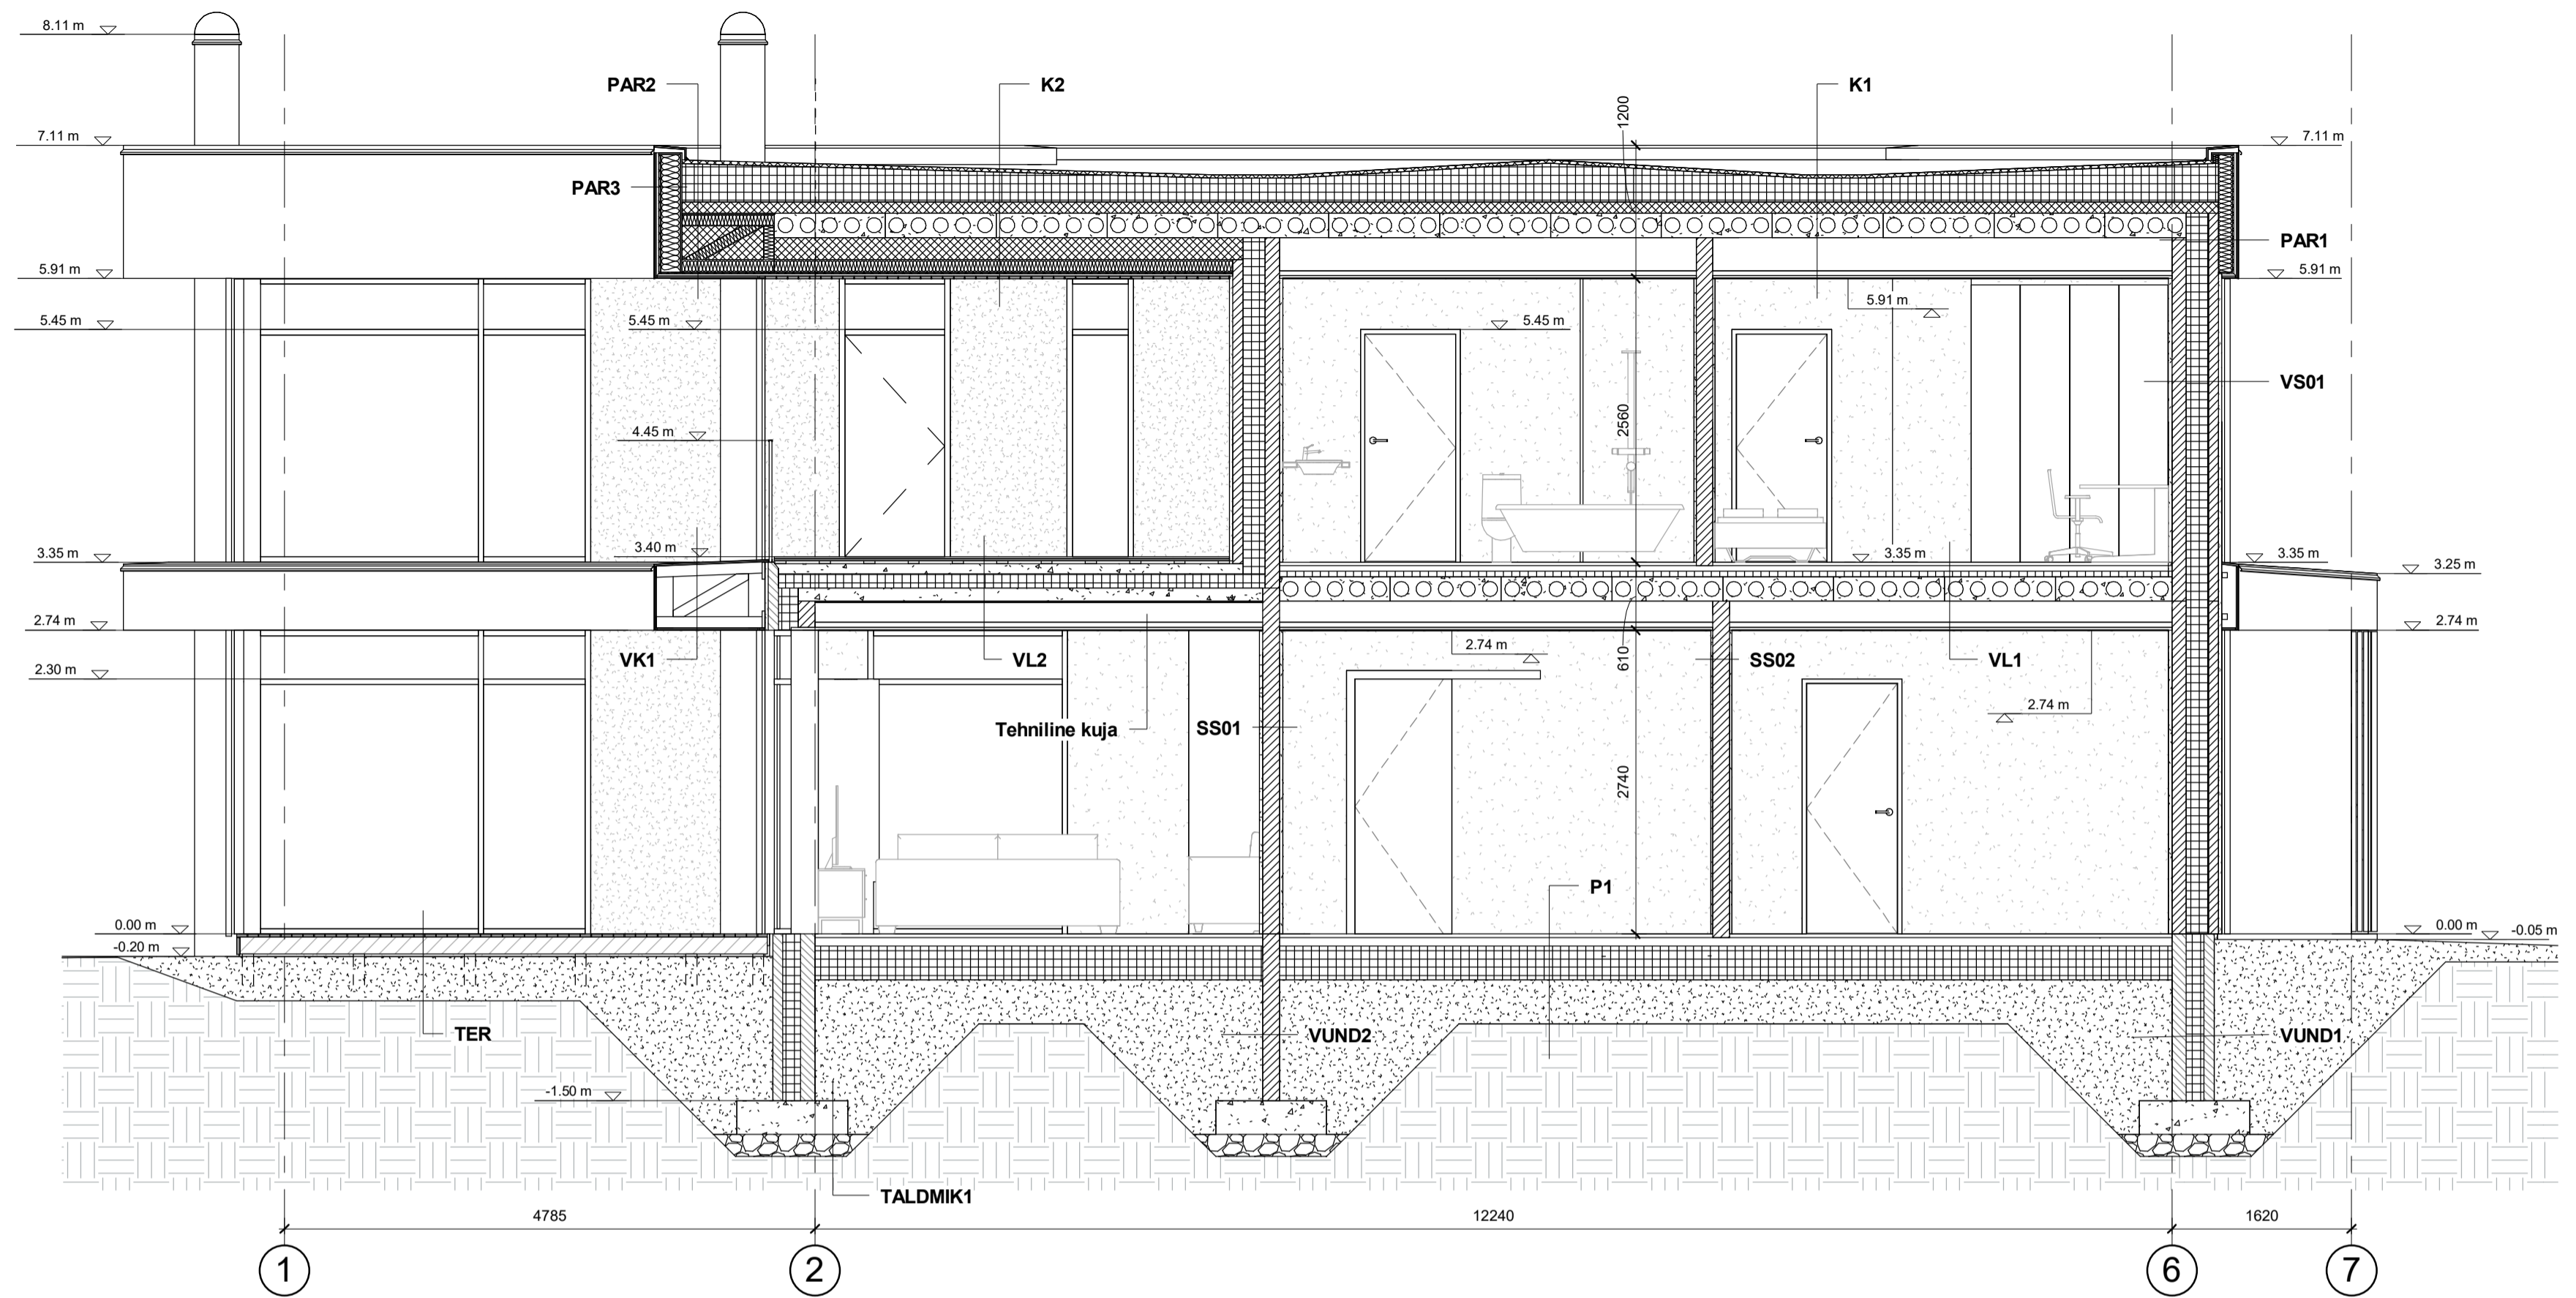 8.11 m
PAR2
K2
K1
1200
7.11 m
7.11 m
PAR3
PAR1
5.91 m
5.91 m
5.91 m
5.45 m
5.45 m
5.45 m
VS01
2560
4.45 m
3.35 m
3.40 m
3.35 m
3.35 m
3.25 m
2.74 m
2.74 m
2.74 m
VK1
VL2
610
SS02
VL1
2.30 m
2.74 m
Tehniline kuja
SS01
2740
P1
0.00 m
0.00 m
-0.05 m
-0.20 m
TER
VUND2
VUND1
-1.50 m
TALDMIK1
4785
12240
1620
1
2
6
7